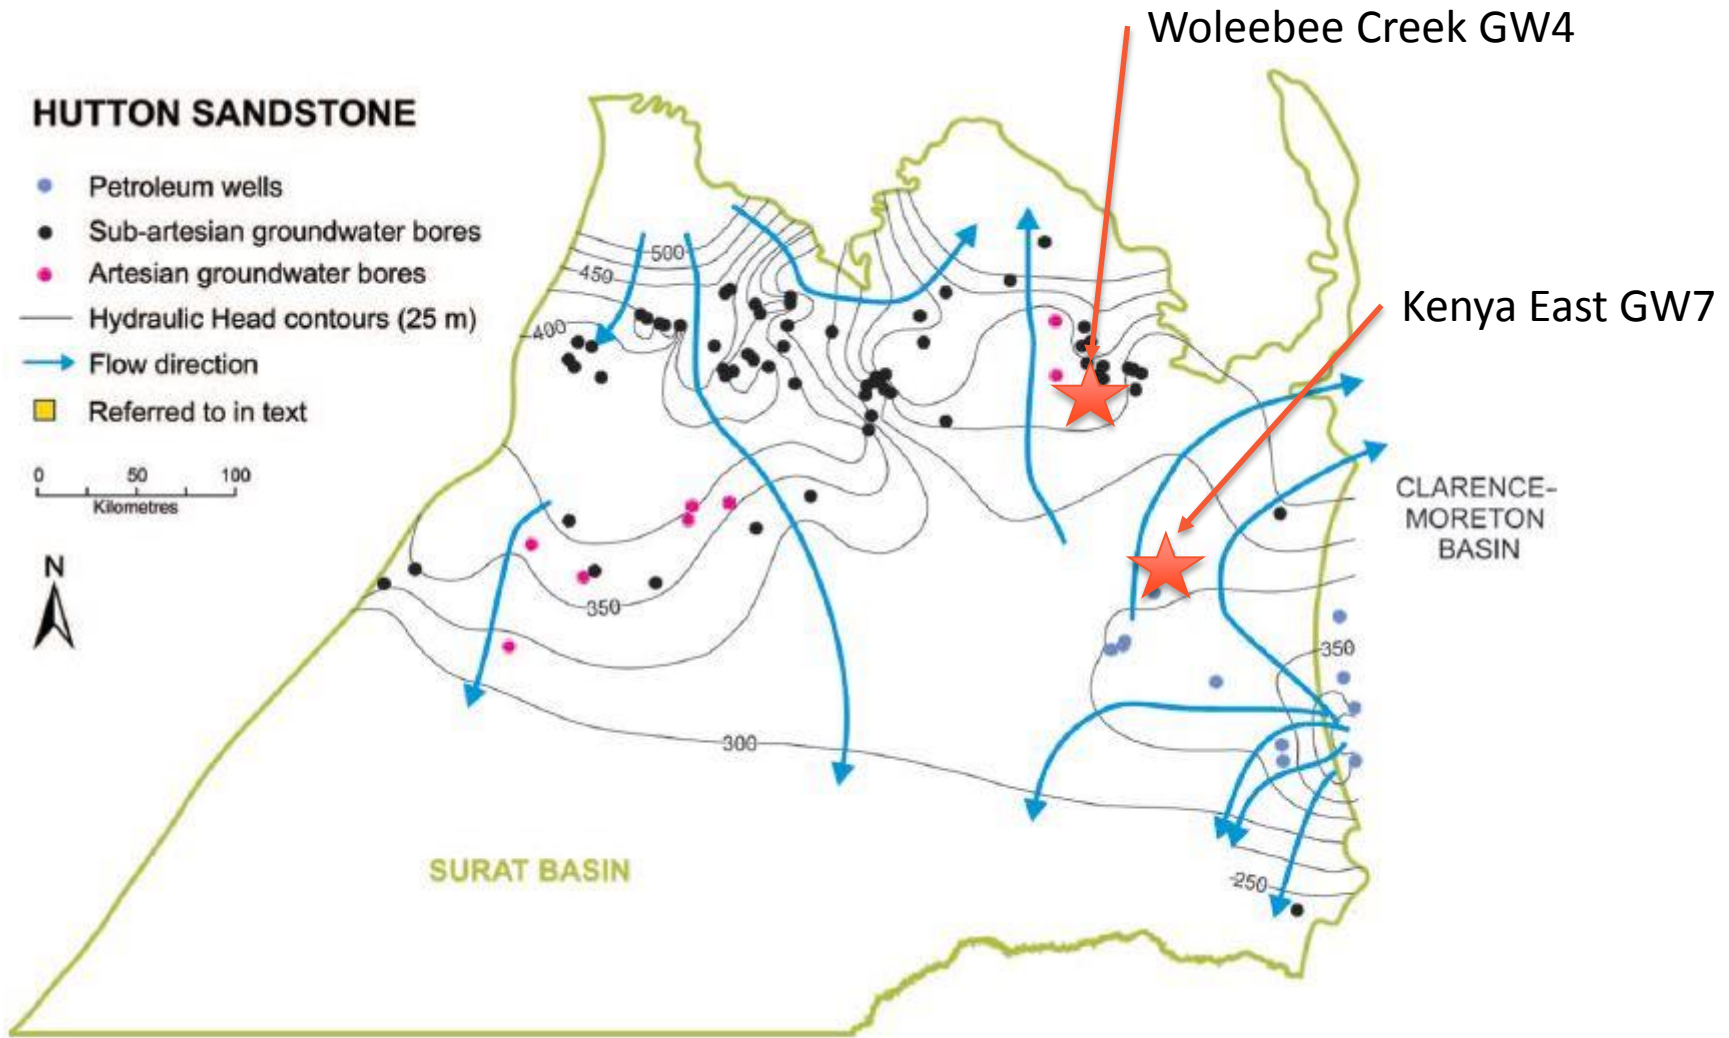 Woleebee Creek GW4
HUTTON SANDSTONE
Petroleum wells
Sub-artesian groundwater bores
Artesian groundwater bores
Hydraulic Head contours (25 m)
Flow direction
Referred to in text
0 50 100
Kilometres
N
Kenya East GW7
500
450
400
CLARENCE-
MORETON
BASIN
350
350
300
SURAT BASIN
250